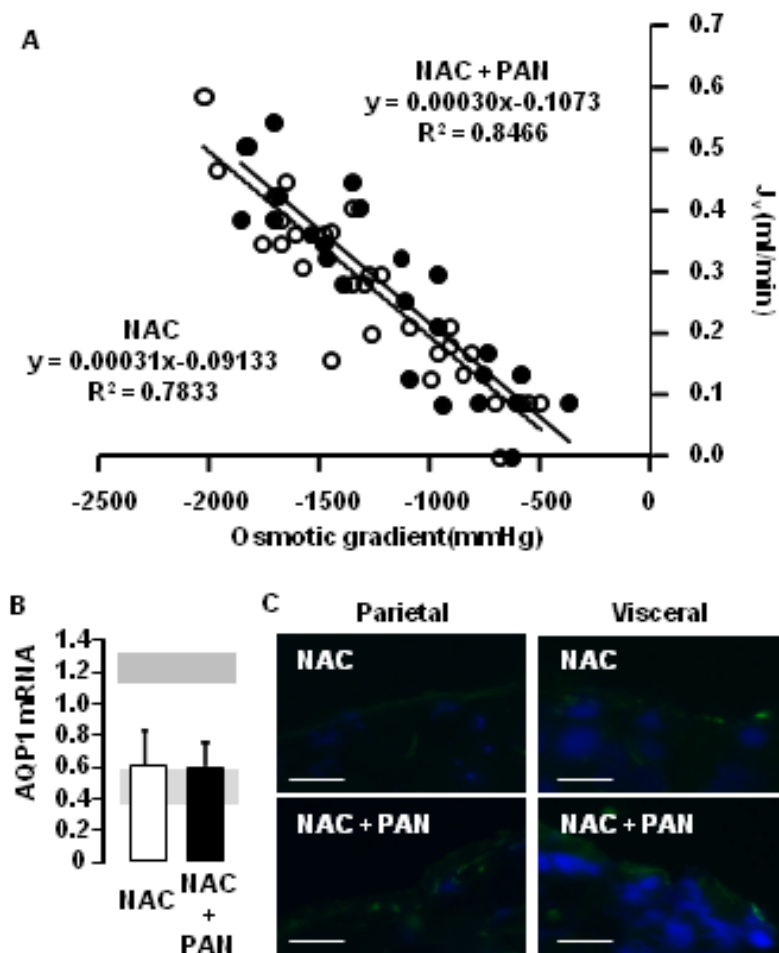 A
NAC + PAN
y = 0.00030x-0.1073
R² = 0.8466
NAC
y = 0.00031x-0.09133
R² = 0.7833
0.7
0.6
0.5
0.4
0.3
0.2
0.1
0.0
Jv(ml/min)
-2500 -2000 -1500 -1000 -500 0
Osmotic gradient(mmHg)
B
AQP1 mRNA
1.4
1.2
1.0
0.8
0.6
0.4
0.2
0
NAC
NAC
+
PAN
C
Parietal Visceral
NAC NAC
NAC + PAN NAC + PAN